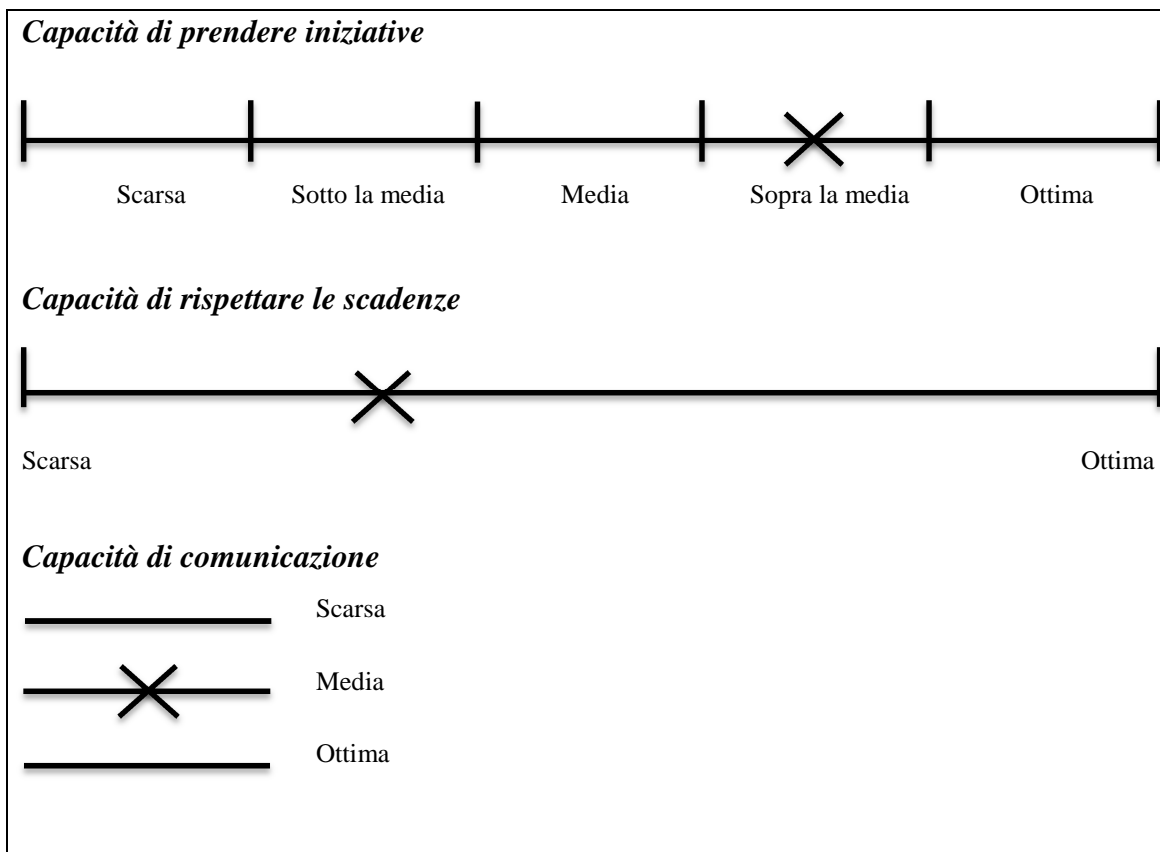 Capacità di prendere iniziative
Scarsa Sotto la media Media Sopra la media Ottima
Capacità di rispettare le scadenze
Scarsa Ottima
Capacità di comunicazione
Scarsa
Media
Ottima